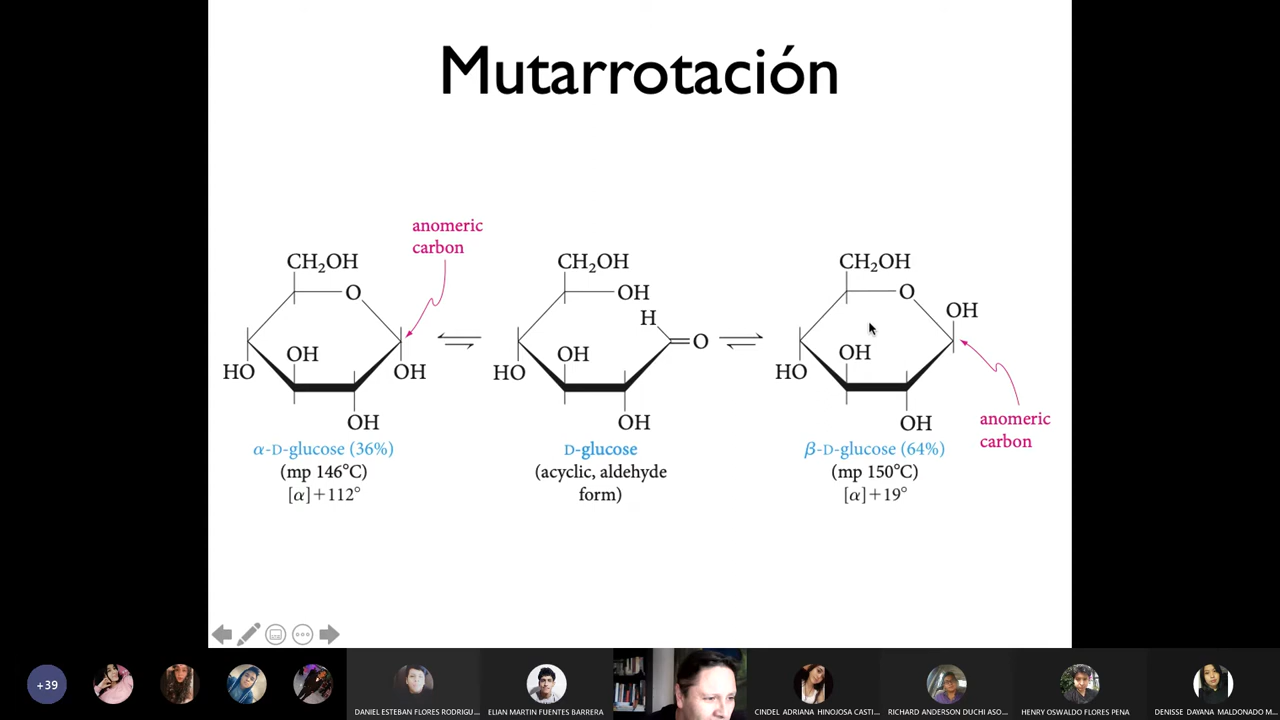 Mutarrotación
anomeric
carbon
CH₂OH
O
OH
HO
OH
OH
α-D-glucose (36%)
(mp 146°C)
[α]+112°
CH₂OH
OH
H
O
OH
HO
OH
D-glucose
(acyclic, aldehyde
form)
CH₂OH
O
OH
OH
HO
OH
anomeric
carbon
β-D-glucose (64%)
(mp 150°C)
[α]+19°
+39
DANIEL ESTEBAN FLORES RODRIGU...
ELIAN MARTIN FUENTES BARRERA
CINDEL ADRIANA HINOJOSA CASTI...
RICHARD ANDERSON DUCHI ASO...
HENRY OSWALDO FLORES PENA
DENISSE DAYANA MALDONADO M...